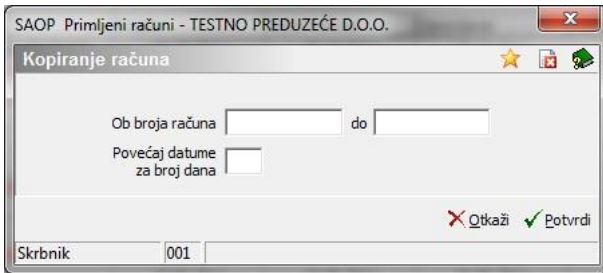 SAOP Primljeni računi - TESTNO PREDUZEĆE D.O.O.
Kopiranje računa
Ob broja računa do
Povećaj datume
za broj dana
Otkaži Potvrdi
Skrbnik 001